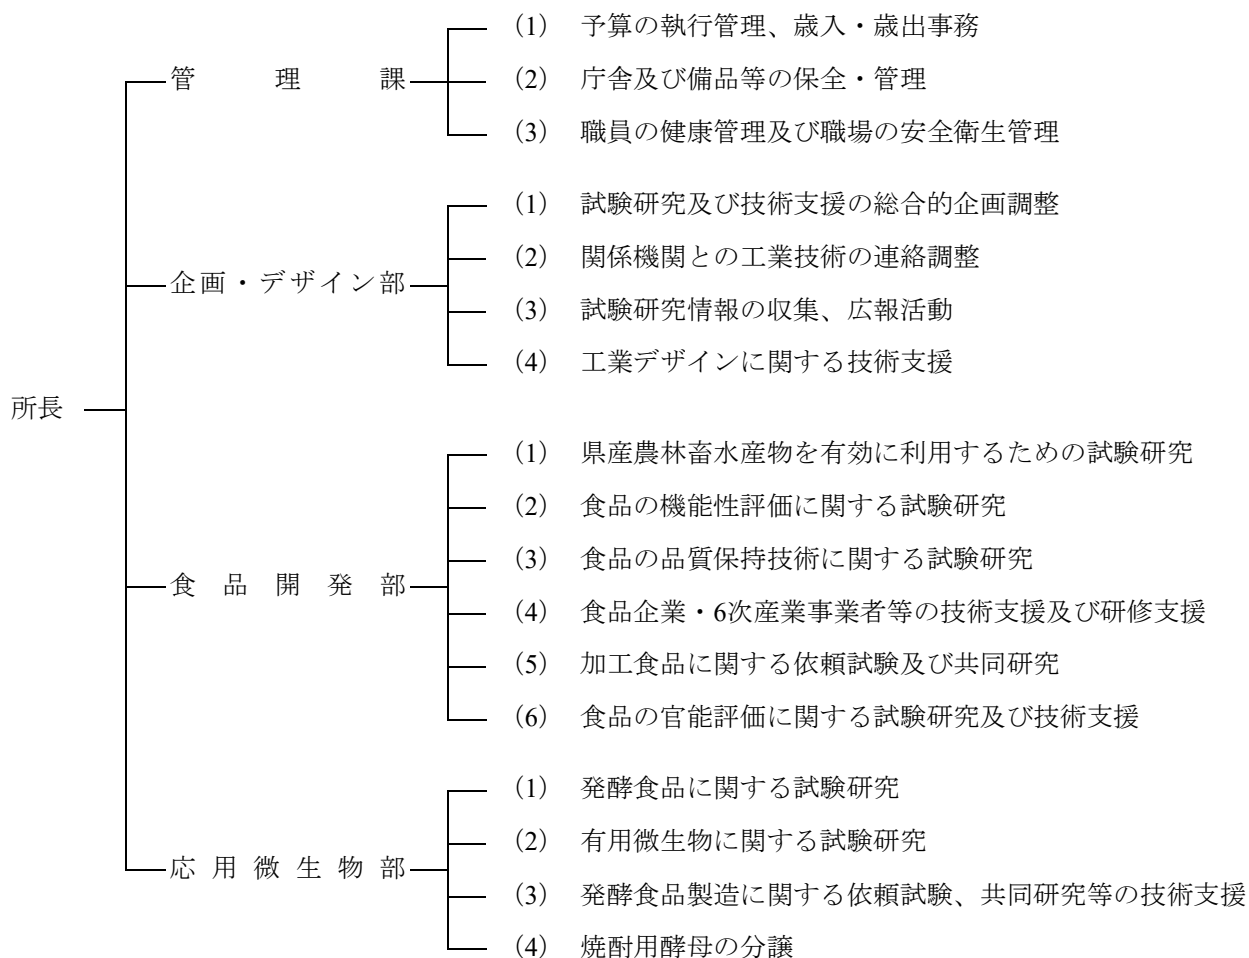 所長
管理課
(1) 予算の執行管理、歳入・歳出事務
(2) 庁舎及び備品等の保全・管理
(3) 職員の健康管理及び職場の安全衛生管理
企画・デザイン部
(1) 試験研究及び技術支援の総合的企画調整
(2) 関係機関との工業技術の連絡調整
(3) 試験研究情報の収集、広報活動
(4) 工業デザインに関する技術支援
食品開発部
(1) 県産農林畜水産物を有効に利用するための試験研究
(2) 食品の機能性評価に関する試験研究
(3) 食品の品質保持技術に関する試験研究
(4) 食品企業・6次産業事業者等の技術支援及び研修支援
(5) 加工食品に関する依頼試験及び共同研究
(6) 食品の官能評価に関する試験研究及び技術支援
応用微生物部
(1) 発酵食品に関する試験研究
(2) 有用微生物に関する試験研究
(3) 発酵食品製造に関する依頼試験、共同研究等の技術支援
(4) 焼酎用酵母の分譲